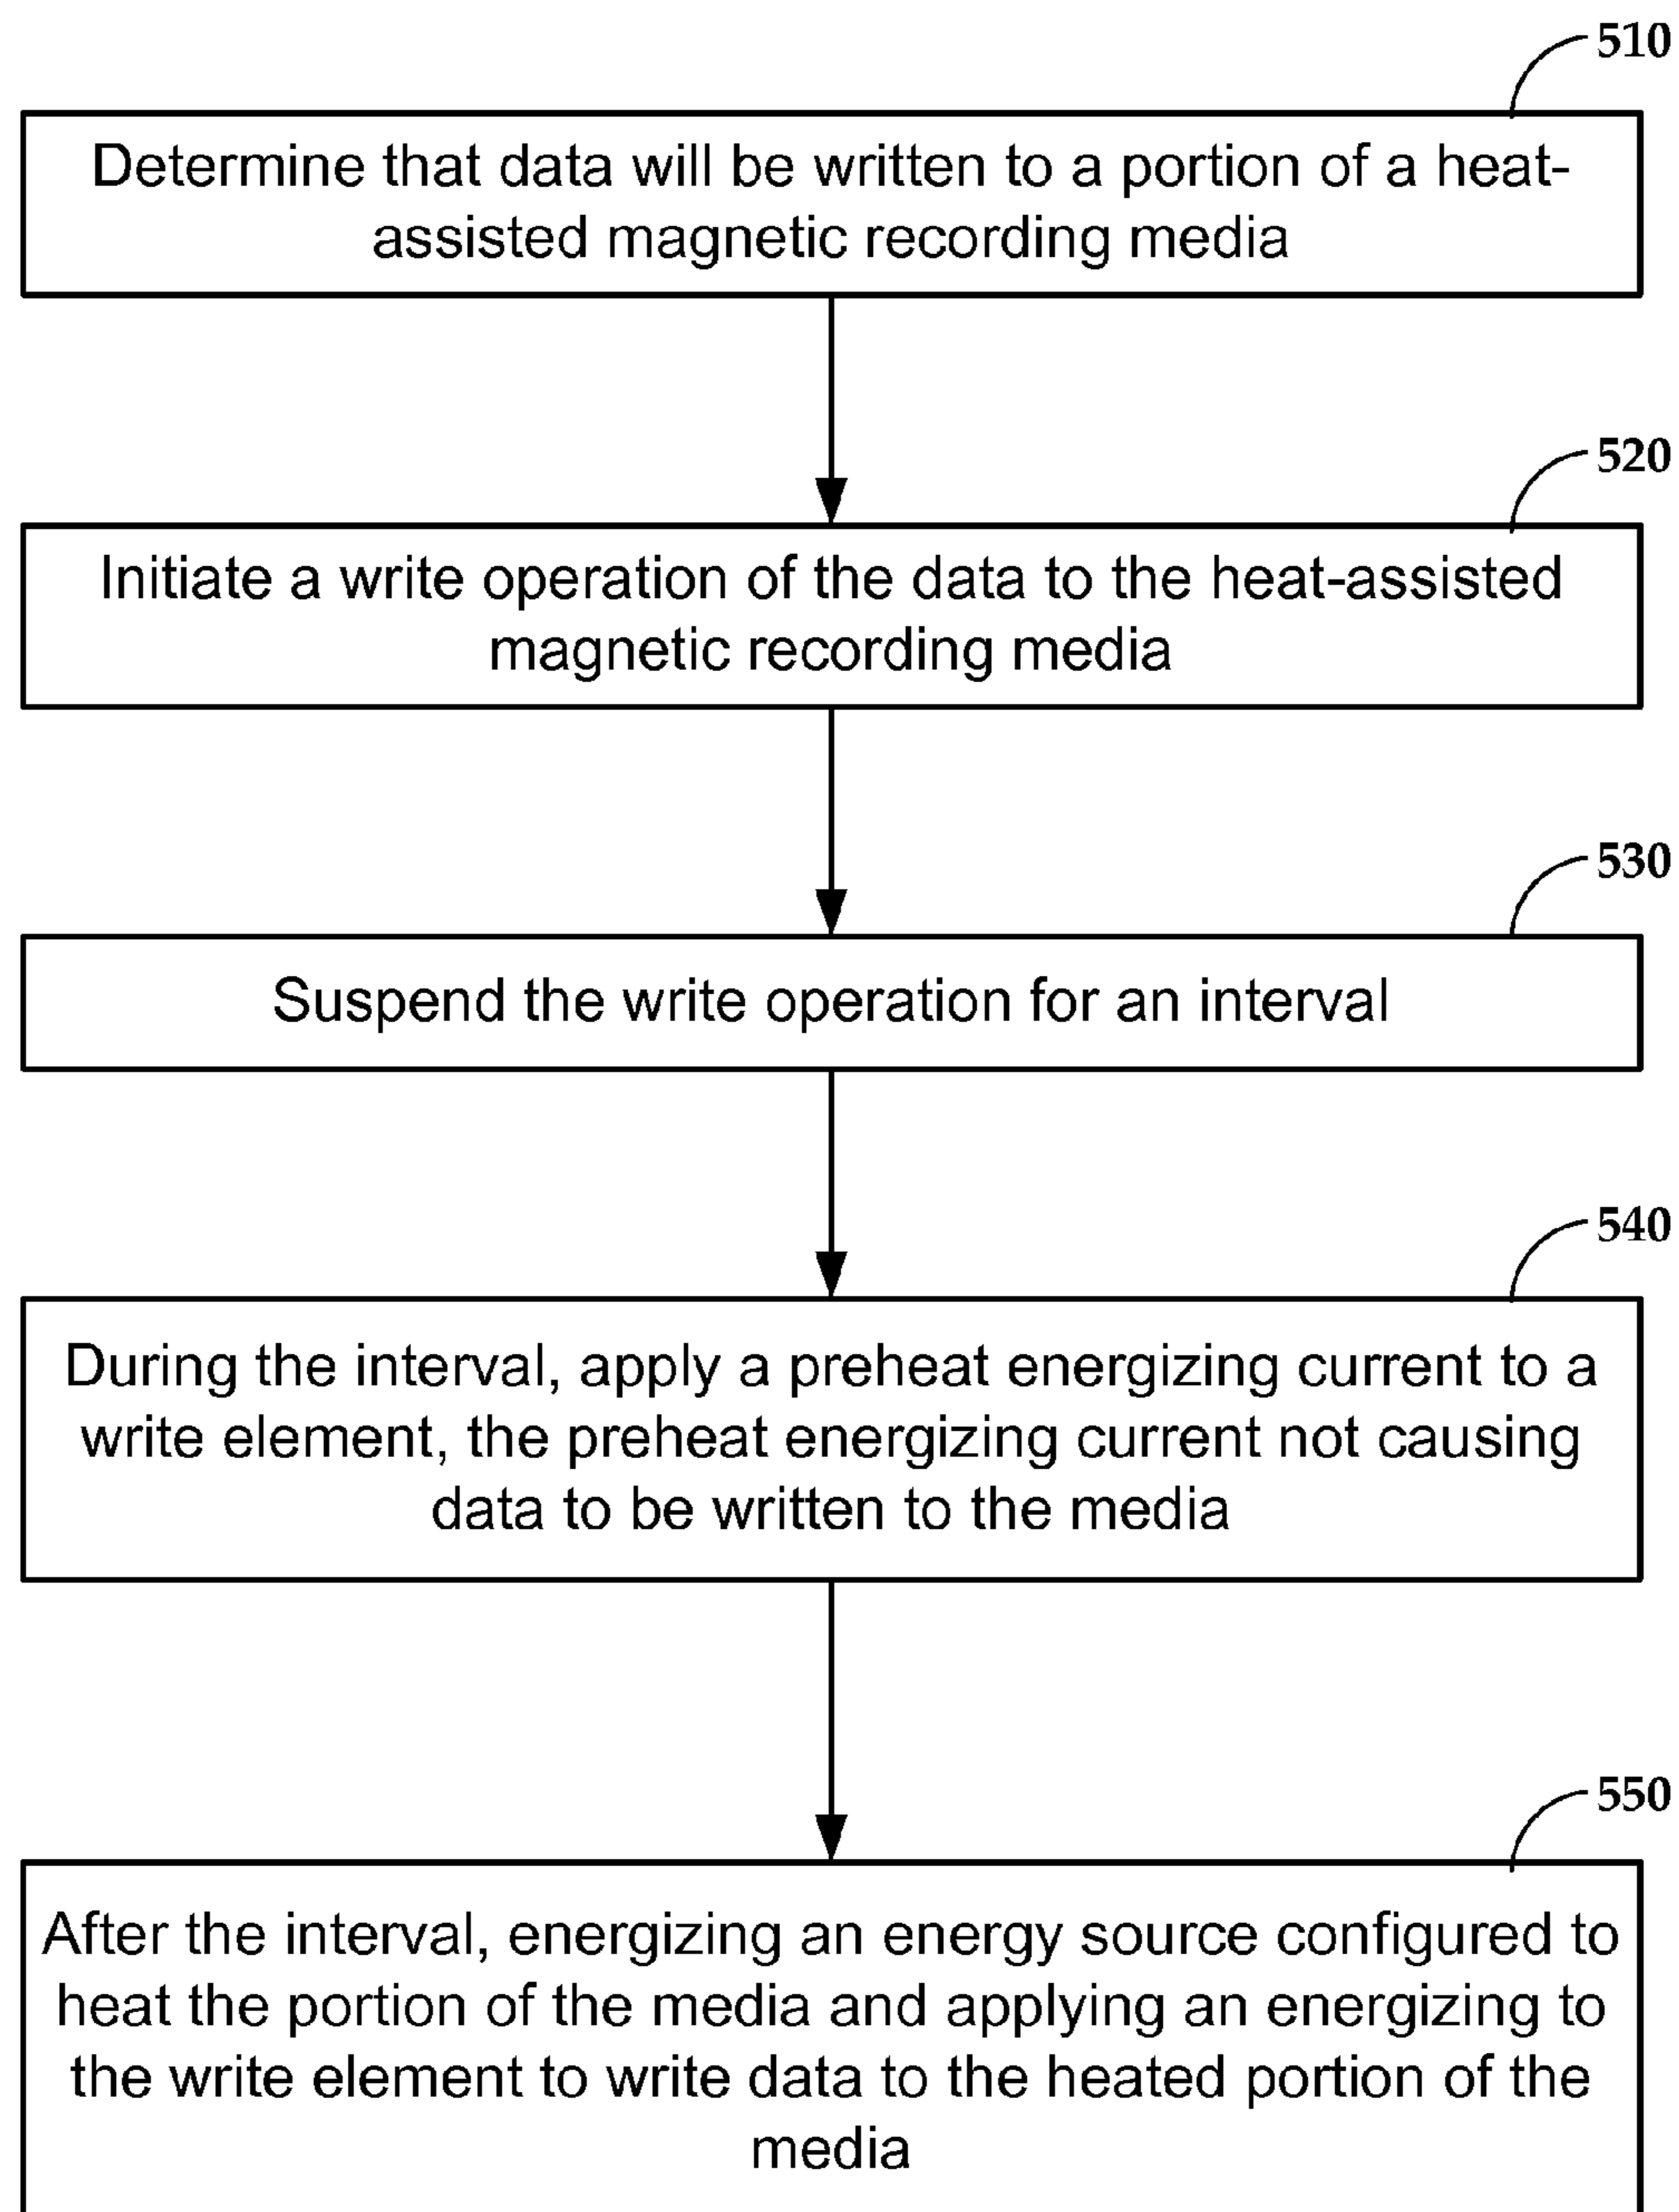 510
Determine that data will be written to a portion of a heat-
assisted magnetic recording media
520
Initiate a write operation of the data to the heat-assisted
magnetic recording media
530
Suspend the write operation for an interval
540
During the interval, apply a preheat energizing current to a
write element, the preheat energizing current not causing
data to be written to the media
550
After the interval, energizing an energy source configured to
heat the portion of the media and applying an energizing to
the write element to write data to the heated portion of the
media